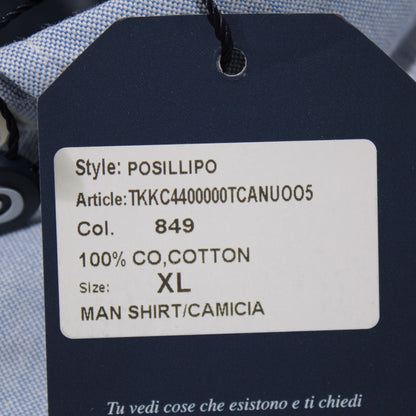 Style: POSILLIPO
Article: TKKC4400000TCANUOO5
Col. 849
100% CO,COTTON
Size: XL
MAN SHIRT/CAMICIA
Tu vedi cose che esistono e ti chiedi